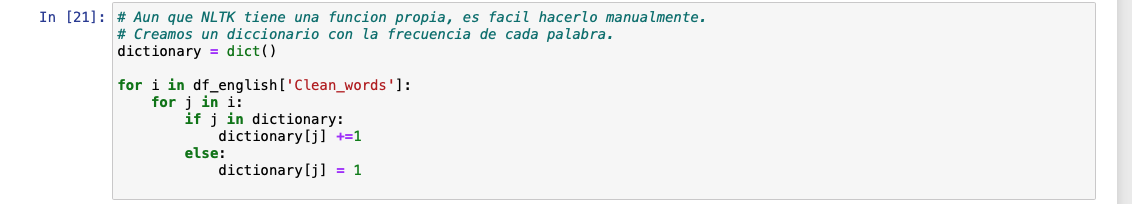 In [21]: # Aun que NLTK tiene una funcion propia, es facil hacerlo manualmente.
# Creamos un diccionario con la frecuencia de cada palabra.
dictionary = dict()
for i in df_english['Clean_words']:
    for j in i:
        if j in dictionary:
            dictionary[j] +=1
        else:
            dictionary[j] = 1